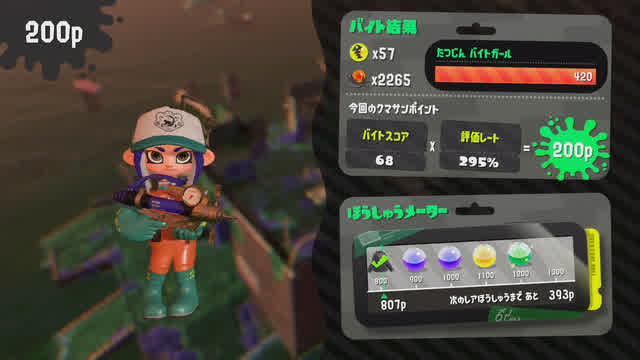 200p
バイト結果
x57
x2265
たつじん バイトガール
420
今回のクマサンポイント
バイトスコア
x
評価レート
=
200p
68
295%
ほうしゅうメーター
800
900
1000
1100
1200
1300
807p
次のレアほうしゅうまで あと 393p